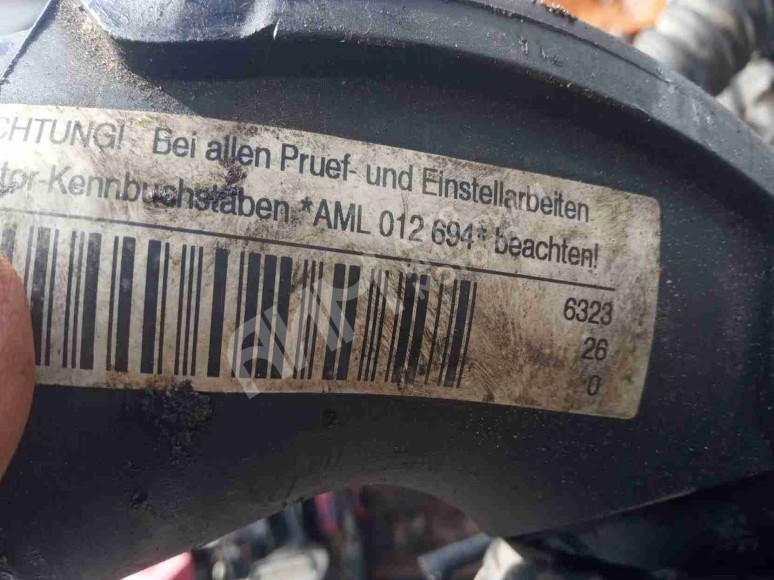 CHTUNG! Bei allen Pruef- und Einstellarbeiten
tor-Kennbuchstaben *AML 012 694* beachten!
6323
26
0